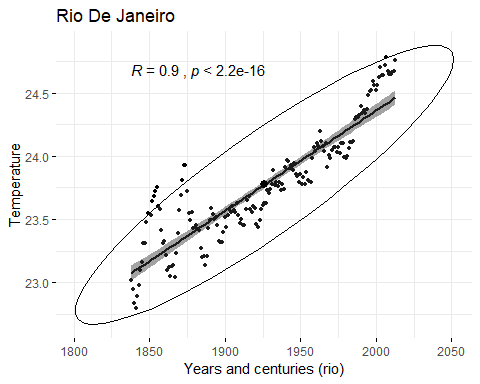 Rio De Janeiro
R = 0.9 , p < 2.2e-16
24.5
24.0
23.5
23.0
Temperature
1800 1850 1900 1950 2000 2050
Years and centuries (rio)